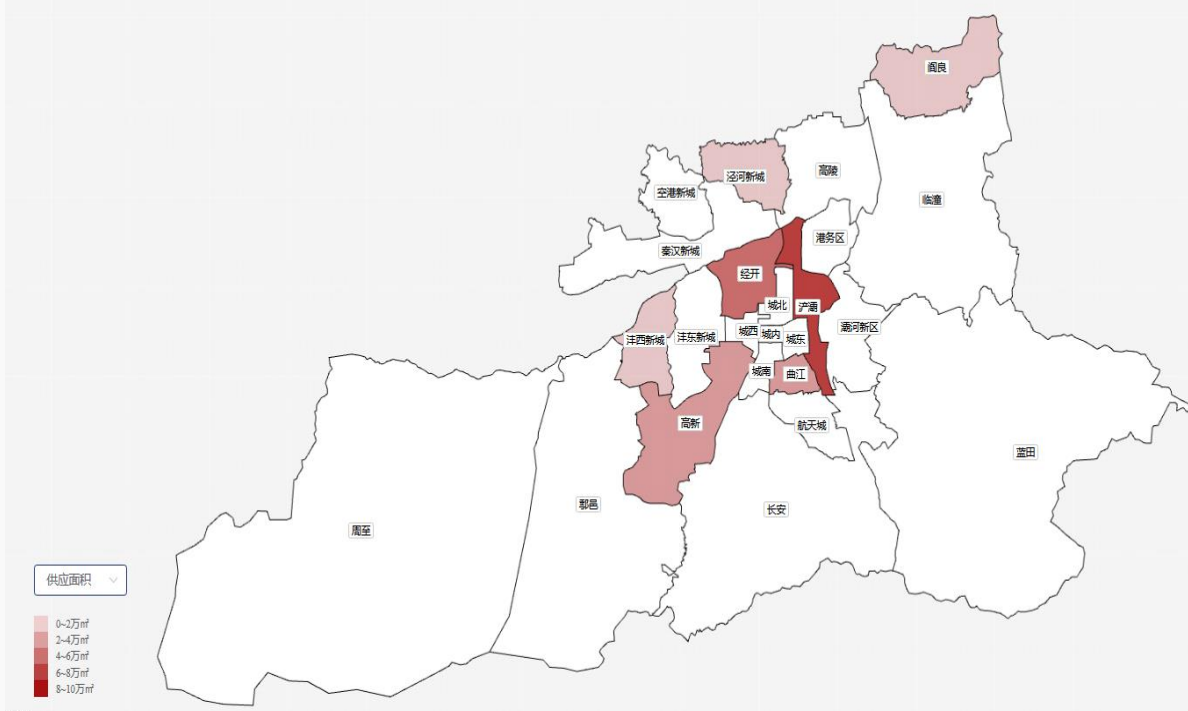 阎良
高陵
泾河新城
空港新城
临潼
港务区
秦汉新城
经开
城北
浐灞
灞河新区
城西
城内
沣西新城
沣东新城
城东
城南
曲江
高新
航天城
蓝田
鄠邑
长安
周至
供应面积
0~2万㎡
2~4万㎡
4~6万㎡
6~8万㎡
8~10万㎡